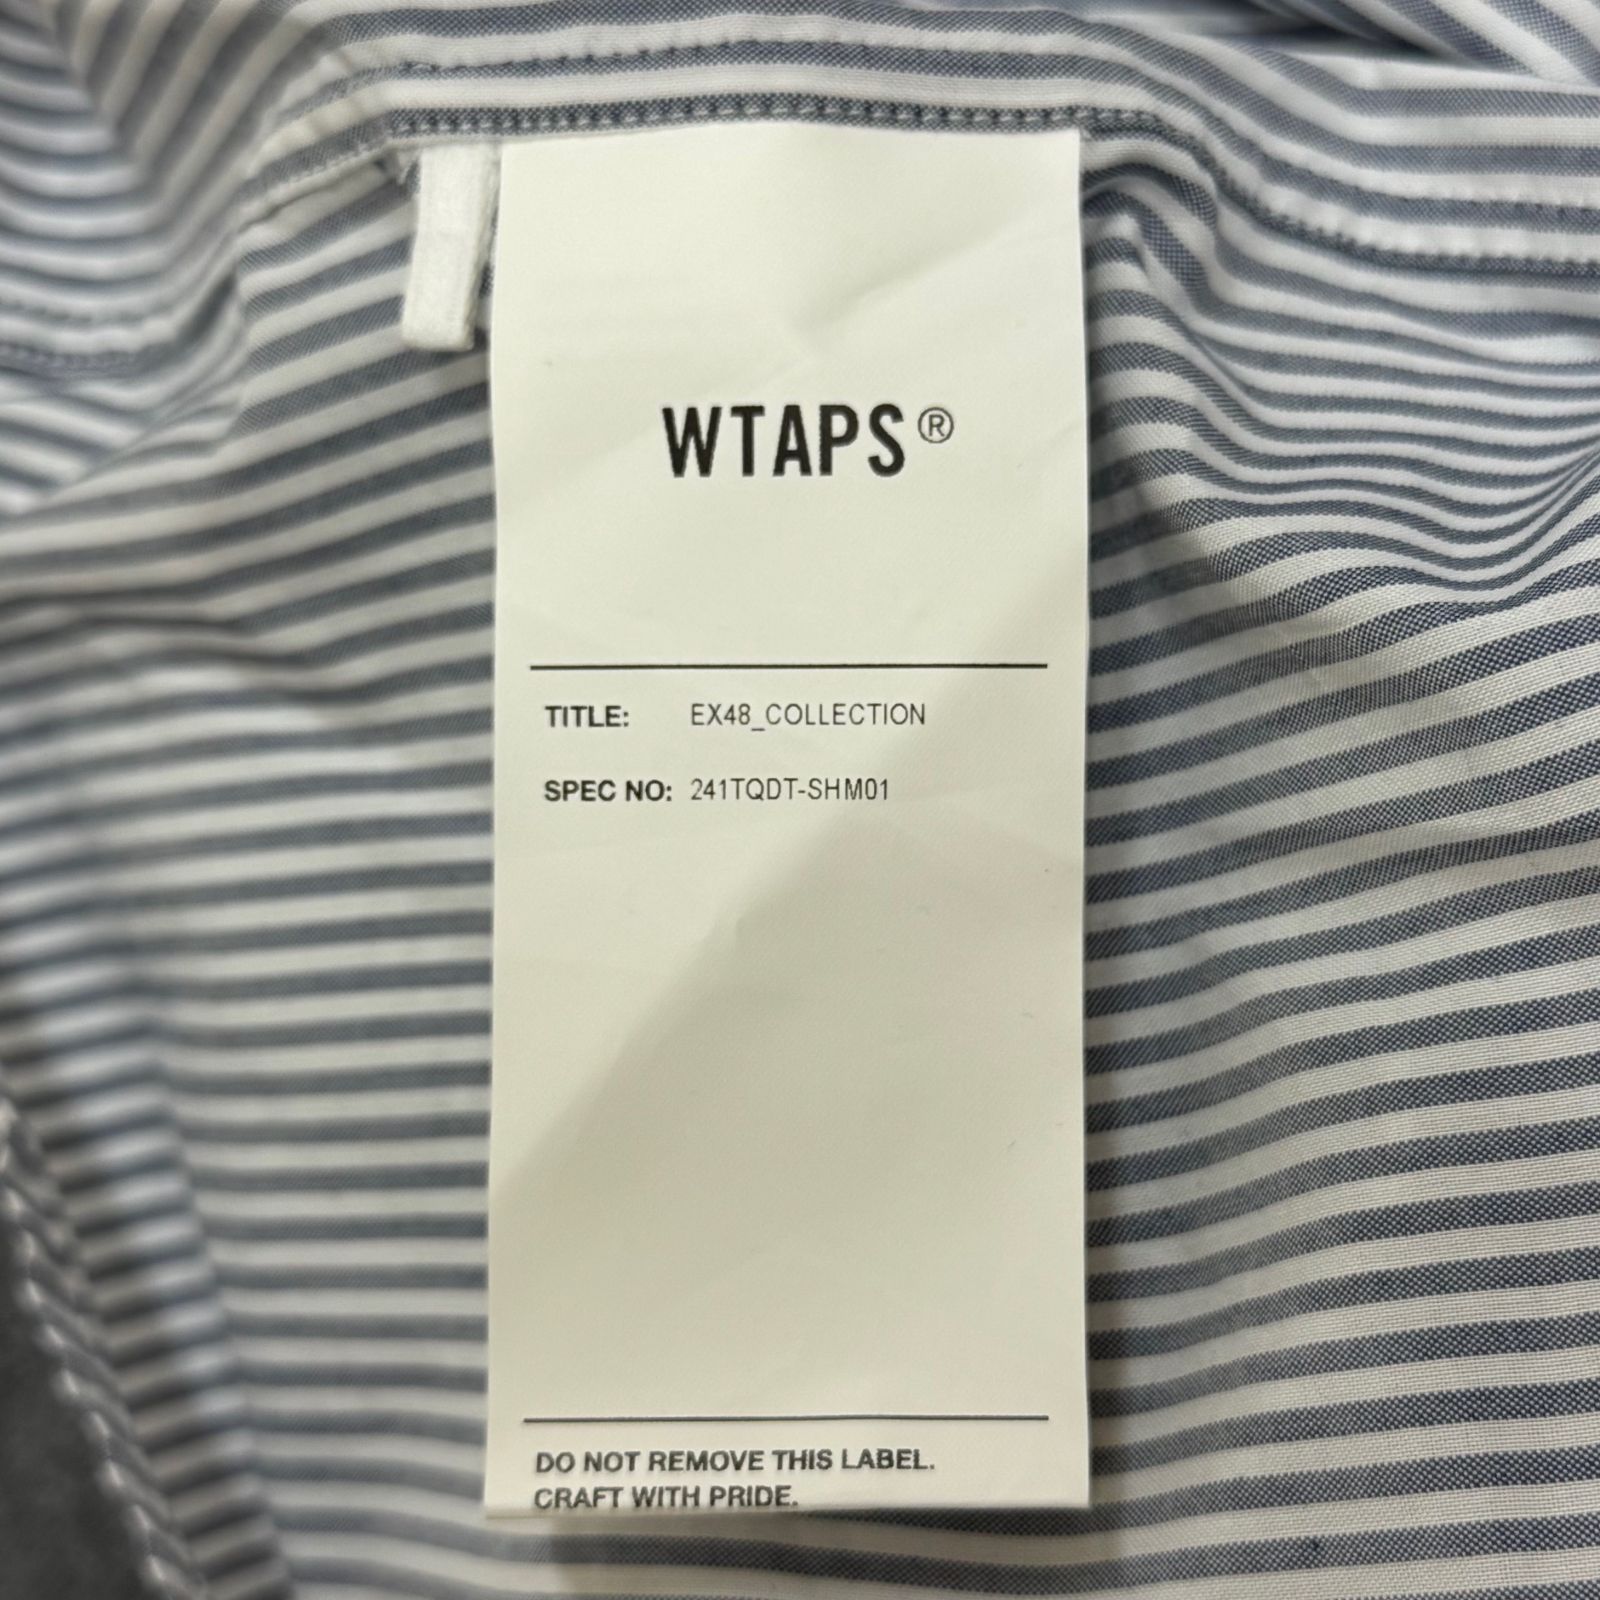 WTAPS®
TITLE: EX48_COLLECTION
SPEC NO: 241TQDT-SHM01
DO NOT REMOVE THIS LABEL.
CRAFT WITH PRIDE.